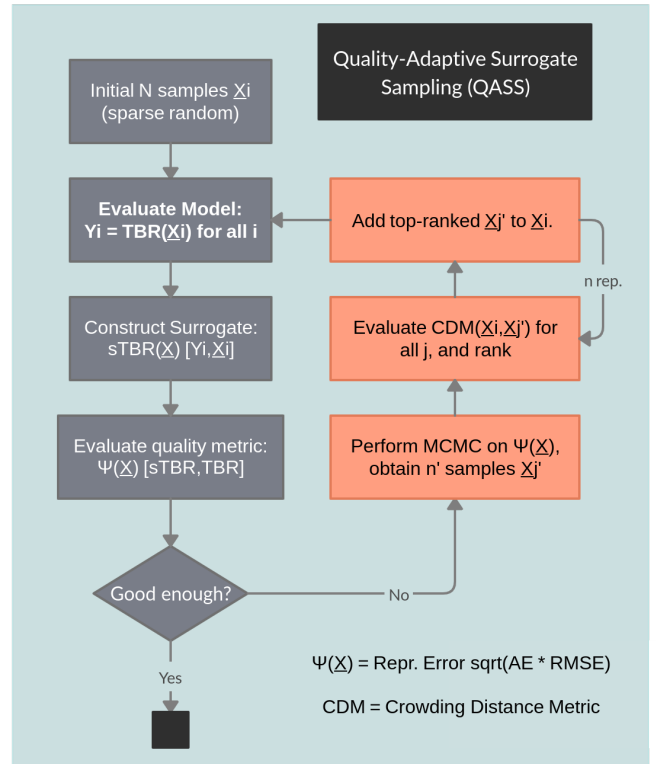 Quality-Adaptive Surrogate
Sampling (QASS)
Initial N samples Xi
(sparse random)
Evaluate Model:
Yi = TBR(Xi) for all i
Construct Surrogate:
sTBR(X) [Yi,Xi]
Evaluate quality metric:
Ψ(X) [sTBR,TBR]
Good enough?
Yes
No
Perform MCMC on Ψ(X),
obtain n' samples Xj'
Evaluate CDM(Xi,Xj') for
all j, and rank
Add top-ranked Xj' to Xi.
n rep.
Ψ(X) = Repr. Error sqrt(AE * RMSE)
CDM = Crowding Distance Metric